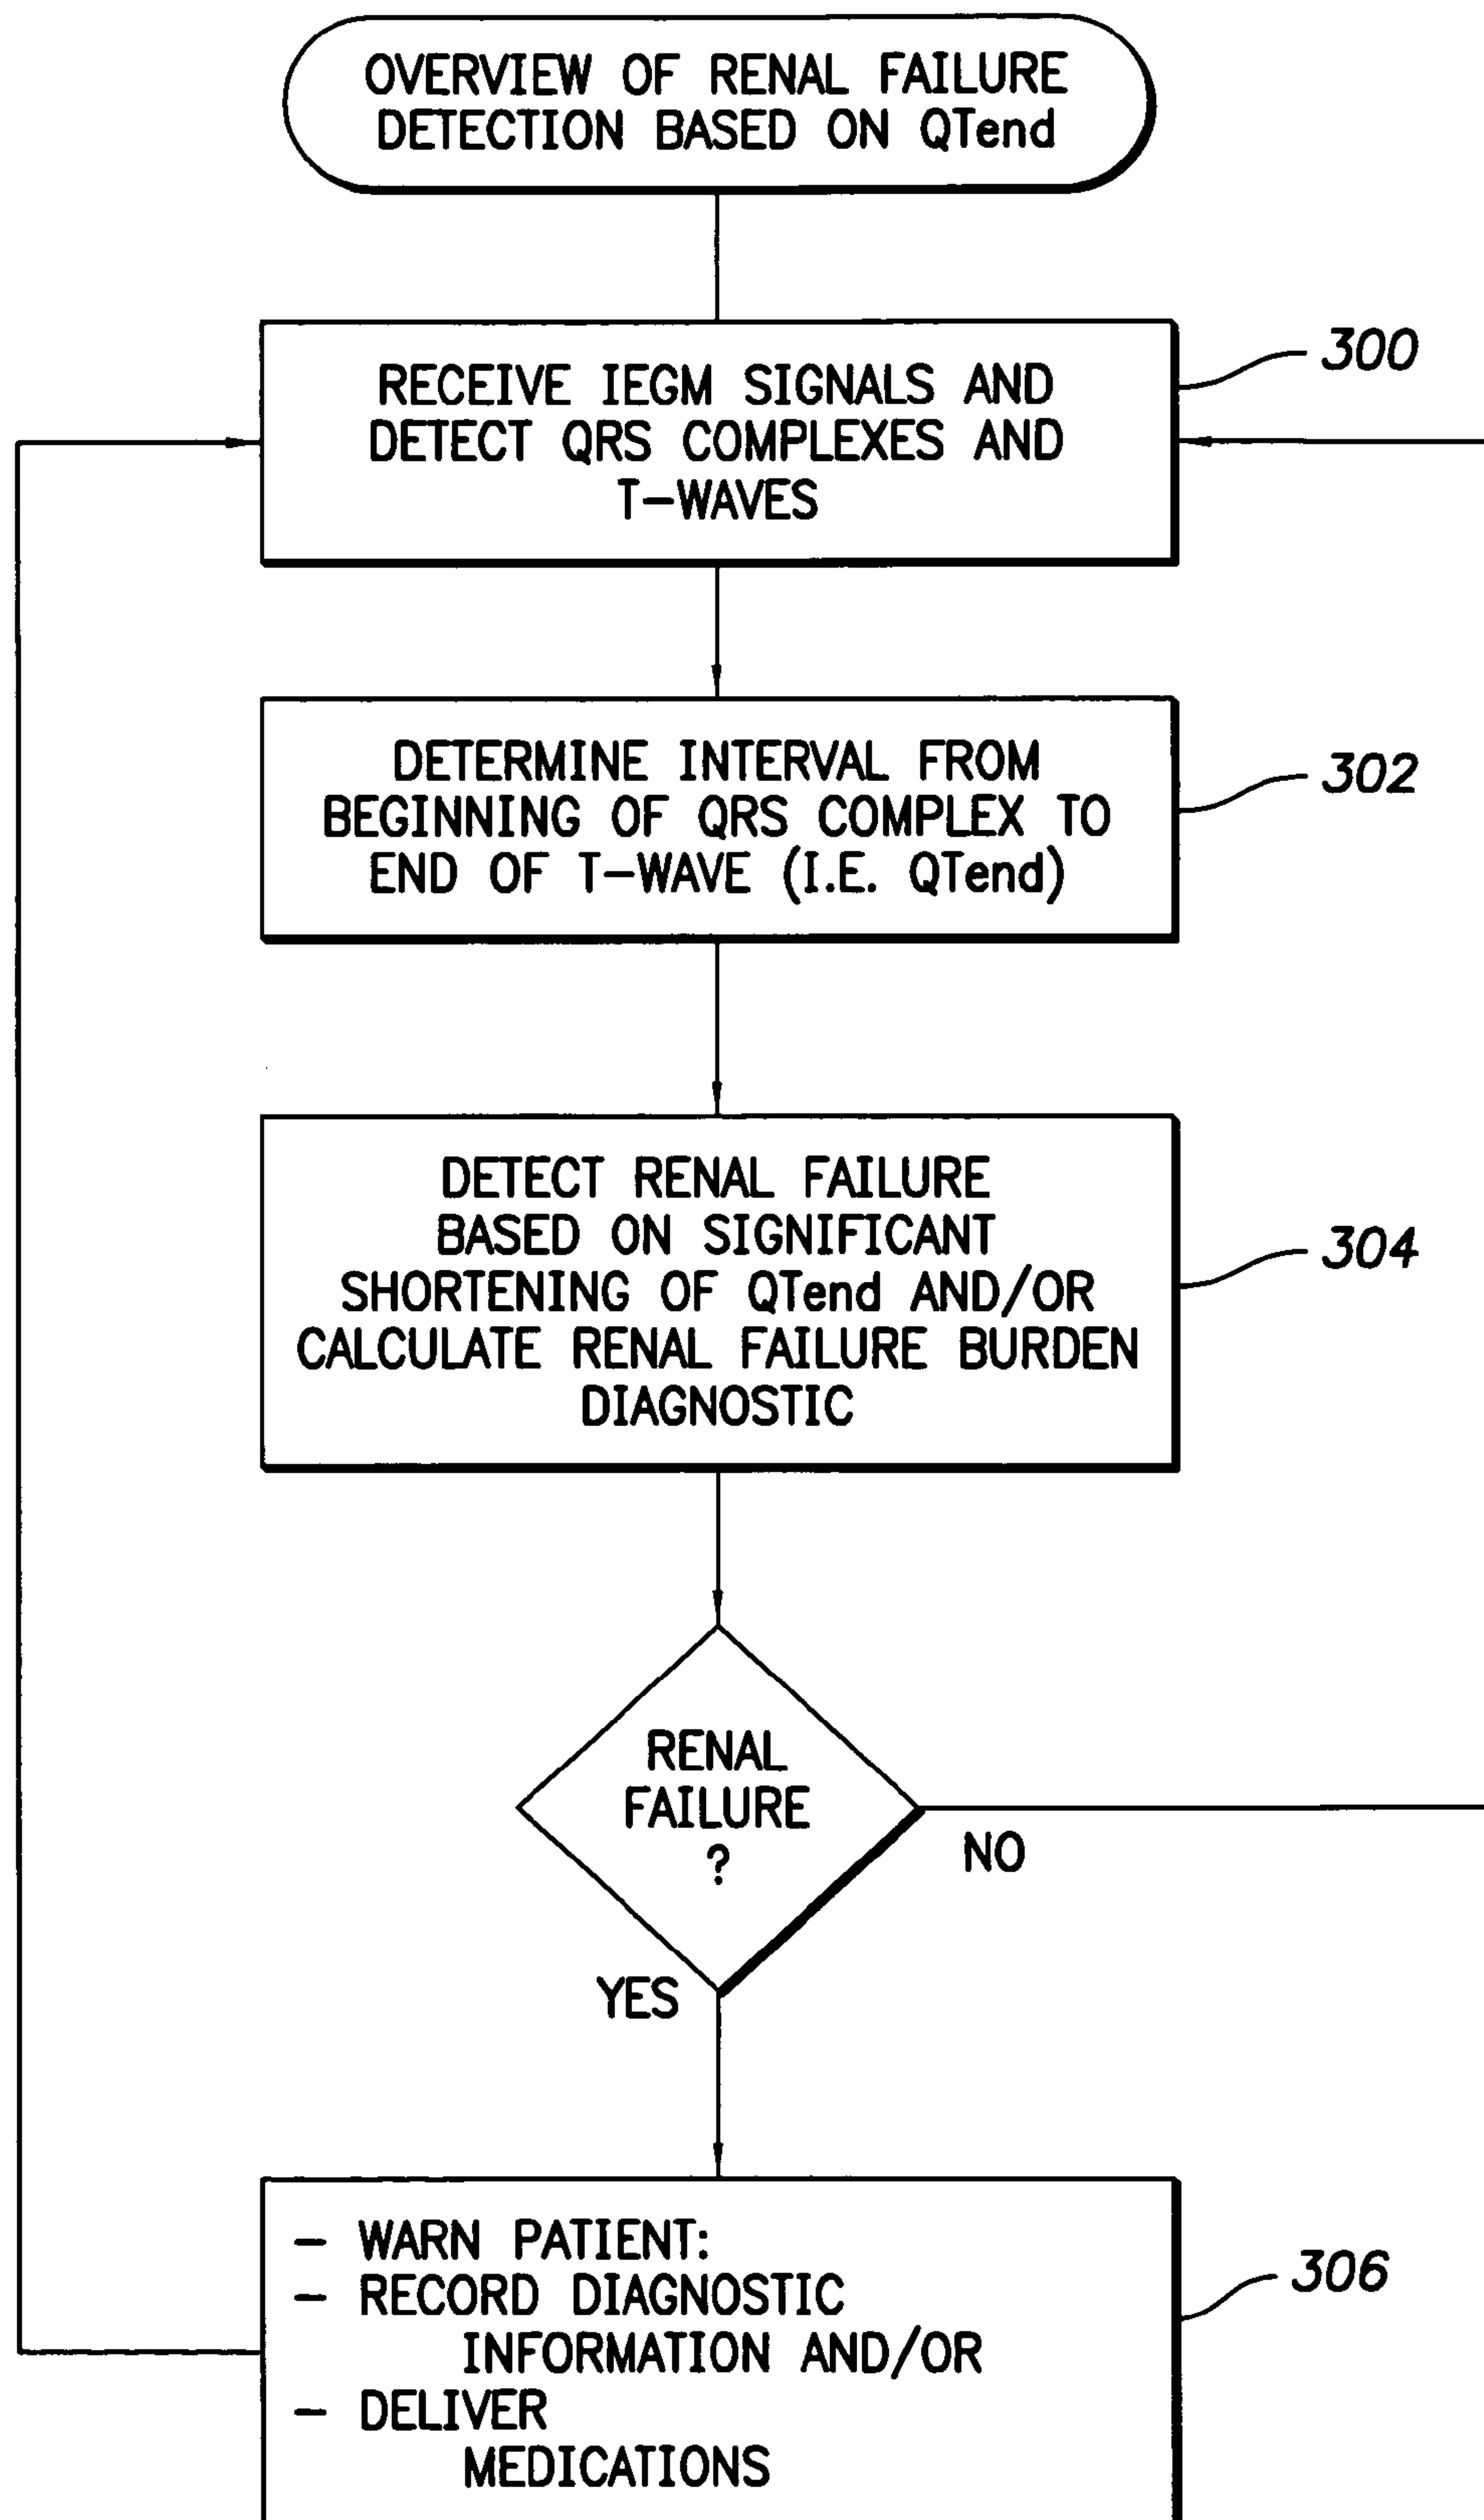 OVERVIEW OF RENAL FAILURE
DETECTION BASED ON QTend
RECEIVE IEGM SIGNALS AND
DETECT QRS COMPLEXES AND
T-WAVES
300
DETERMINE INTERVAL FROM
BEGINNING OF QRS COMPLEX TO
END OF T-WAVE (I.E. QTend)
302
DETECT RENAL FAILURE
BASED ON SIGNIFICANT
SHORTENING OF QTend AND/OR
CALCULATE RENAL FAILURE BURDEN
DIAGNOSTIC
304
RENAL
FAILURE
?
NO
YES
- WARN PATIENT:
- RECORD DIAGNOSTIC
INFORMATION AND/OR
- DELIVER
MEDICATIONS
306